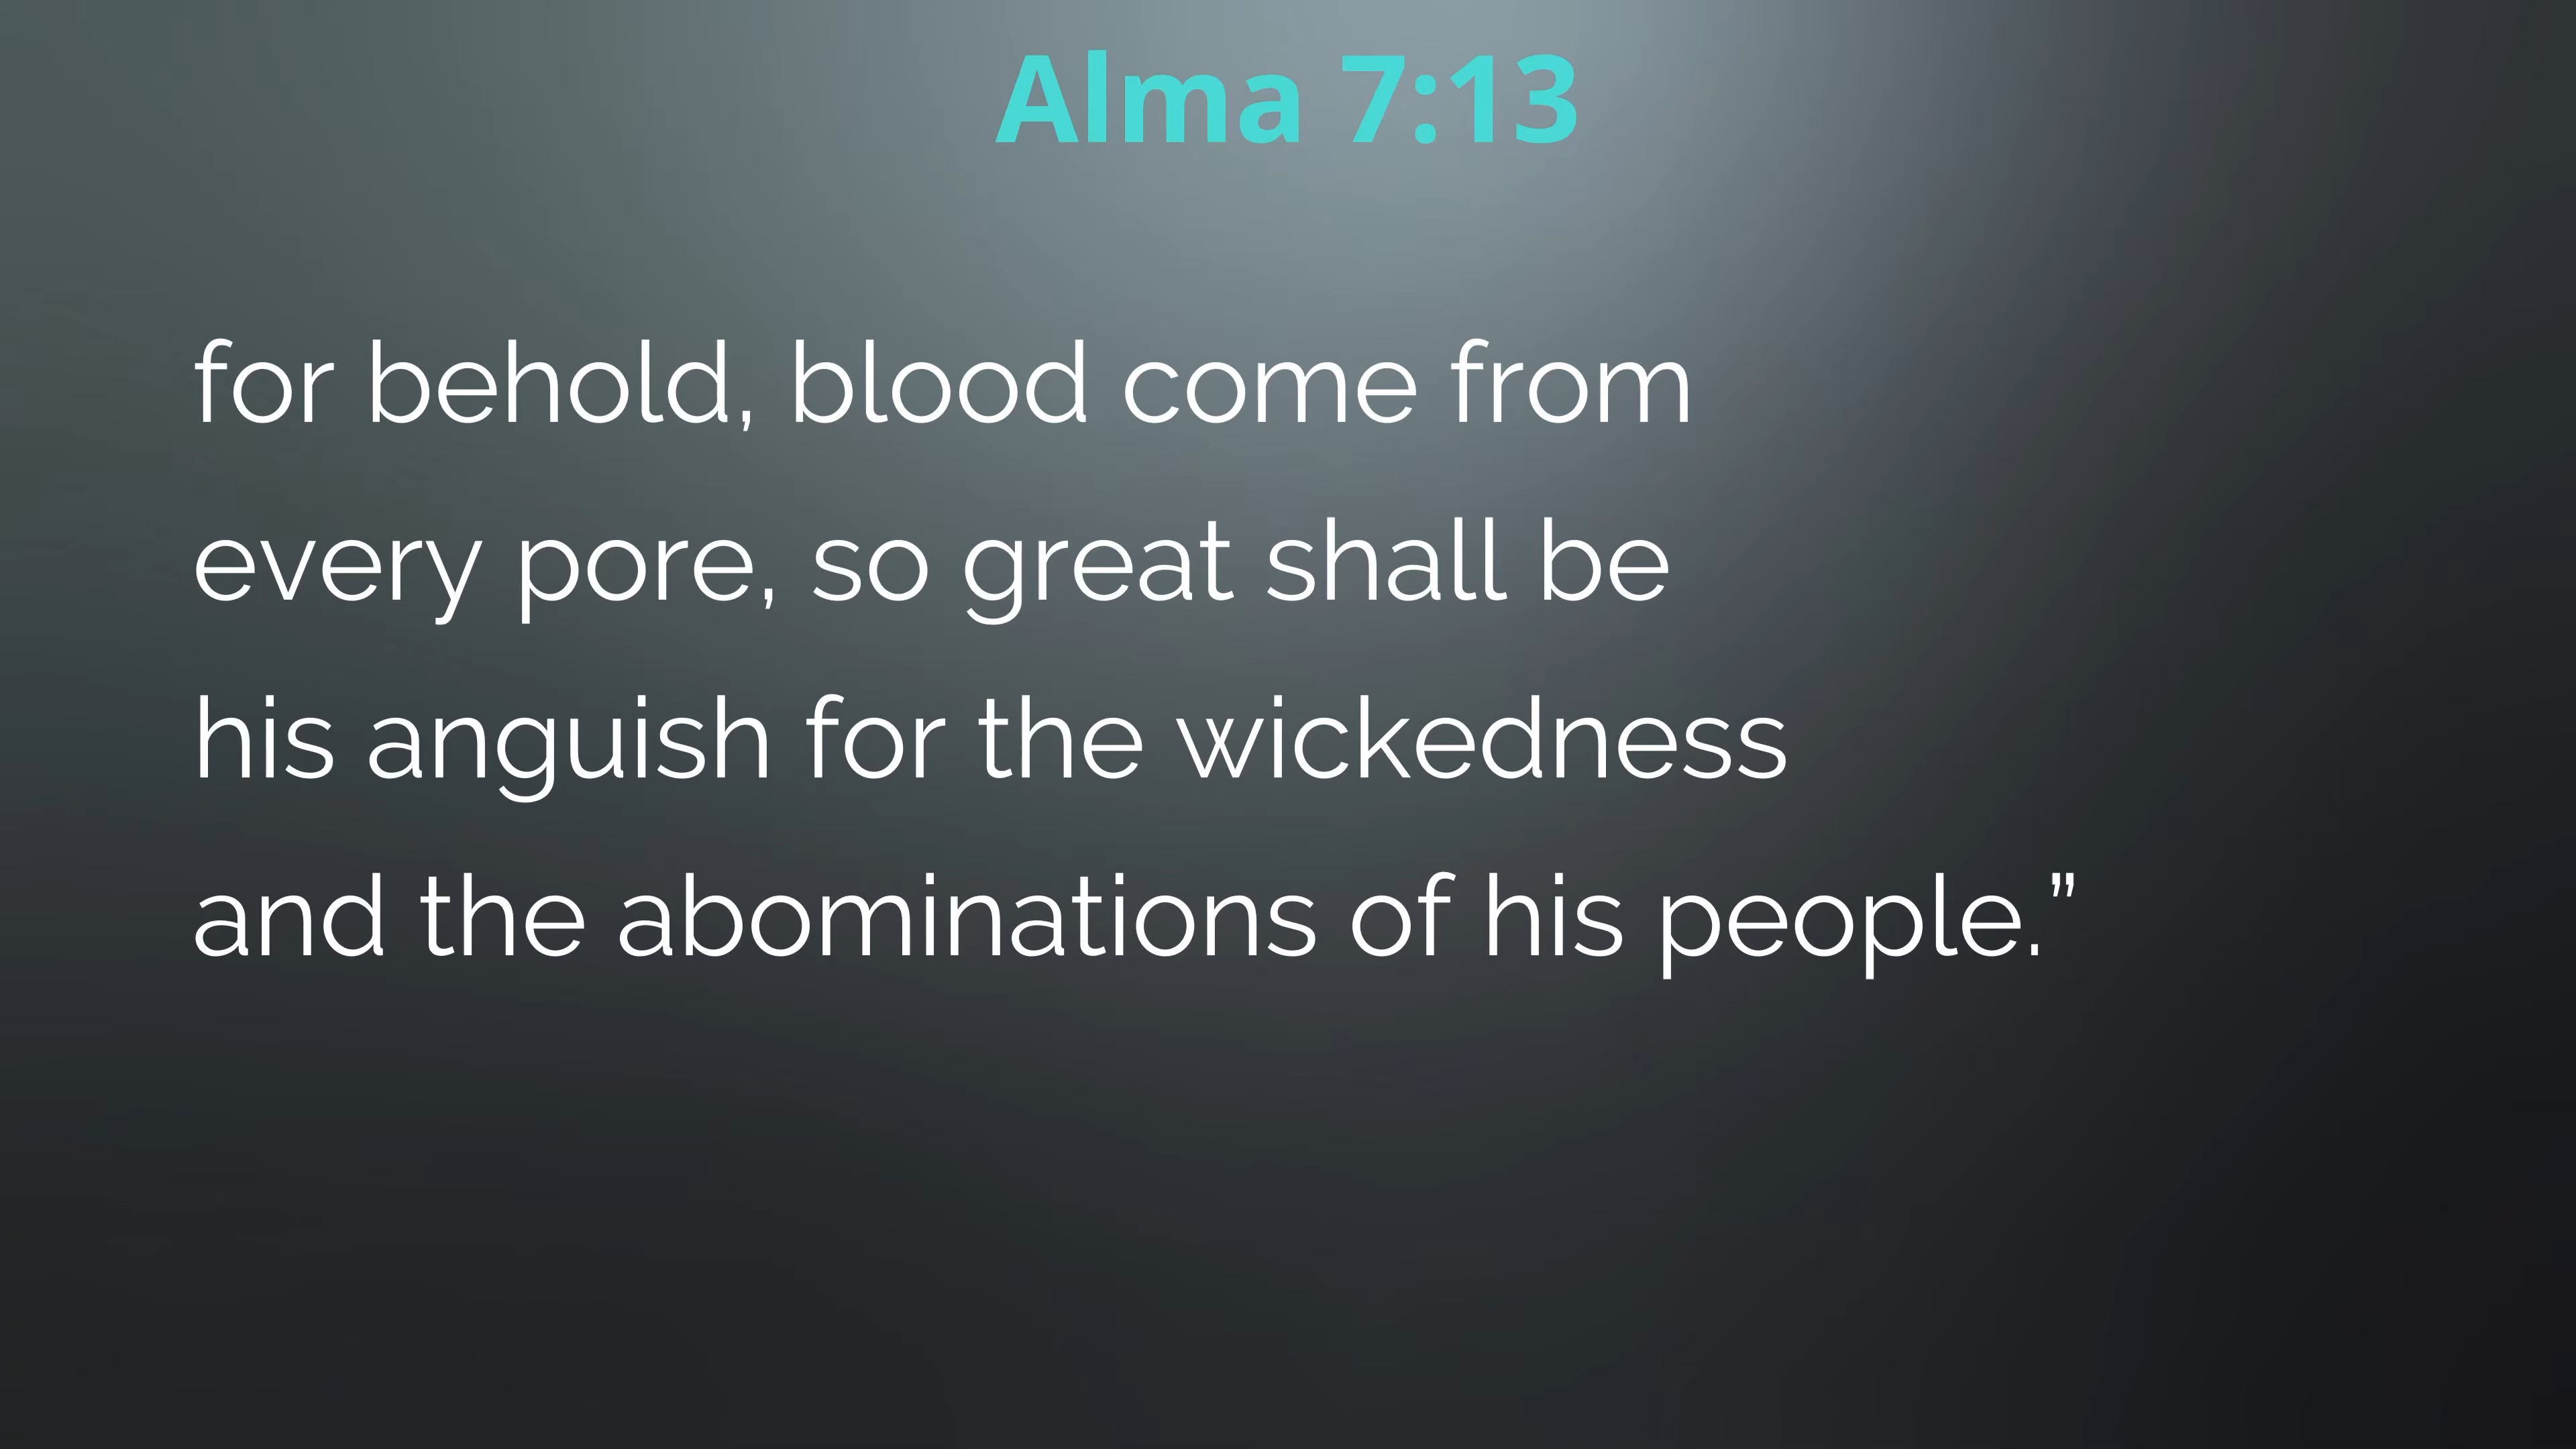 Alma 7:13
for behold, blood come from
every pore, so great shall be
his anguish for the wickedness
and the abominations of his people.”